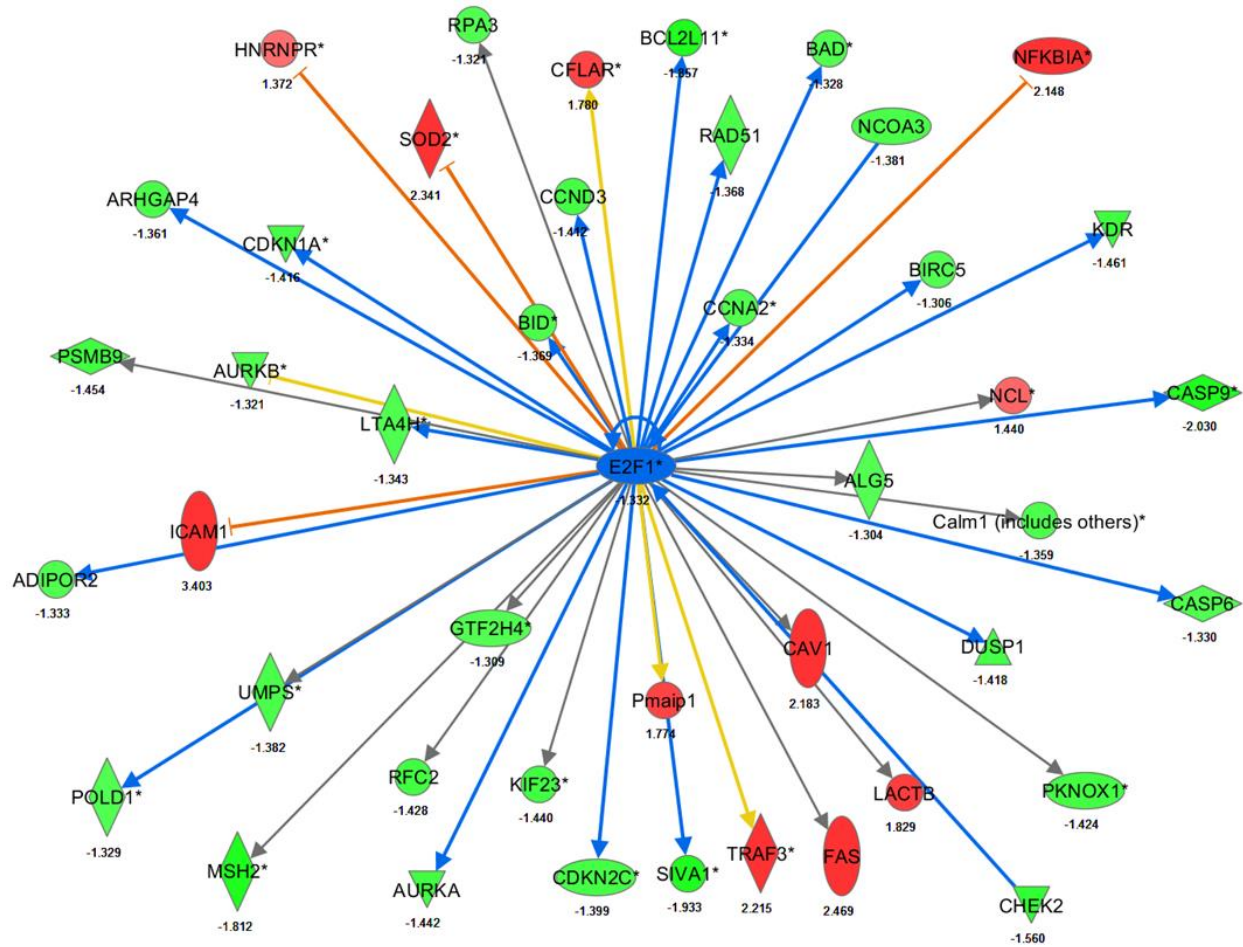 RPA3
-1.321
HNRNPR*
1.372
CFLAR*
1.780
BCL2L11*
-1.857
BAD*
-1.328
NFKBIA*
2.148
SOD2*
2.341
RAD51
-1.368
NCOA3
-1.381
ARHGAP4
-1.361
CCND3
-1.412
CDKN1A*
-1.416
KDR
-1.461
BIRC5
-1.306
BID*
-1.369
CCNA2*
-1.334
PSMB9
-1.454
AURKB*
-1.321
LTA4H*
-1.343
NCL*
1.440
CASP9*
-2.030
E2F1*
-1.332
ALG5
-1.304
Calm1 (includes others)*
-1.359
ICAM1
3.403
ADIPOR2
-1.333
CASP6
-1.330
GTF2H4*
-1.309
CAV1
2.183
DUSP1
-1.418
UMPS*
-1.382
Pmaip1
1.774
POLD1*
-1.329
RFC2
-1.428
KIF23*
-1.440
LACTB
1.829
PKNOX1*
-1.424
MSH2*
-1.812
AURKA
-1.442
CDKN2C*
-1.399
SIVA1*
-1.933
TRAF3*
2.215
FAS
2.469
CHEK2
-1.560